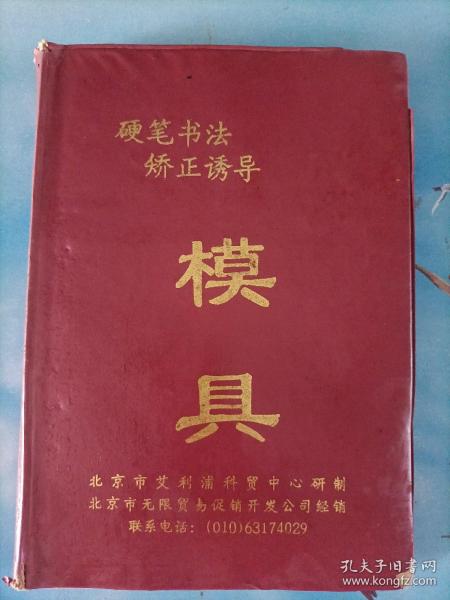 硬笔书法
矫正诱导
模
具
北京市艾利浦科贸中心研制
北京市无限贸易促销开发公司经销
联系电话：(010)63174029
孔夫子旧书网
www.kongfz.com